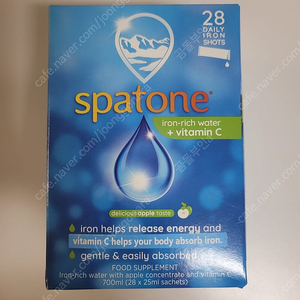 28
DAILY
IRON
SHOTS
spatone®
iron-rich water
+ vitamin C
delicious apple taste
iron helps release energy and
vitamin C helps your body absorb iron.
gentle & easily absorbed
FOOD SUPPLEMENT
Iron-rich water with apple concentrate and vitamin C
700ml (28 x 25ml sachets)